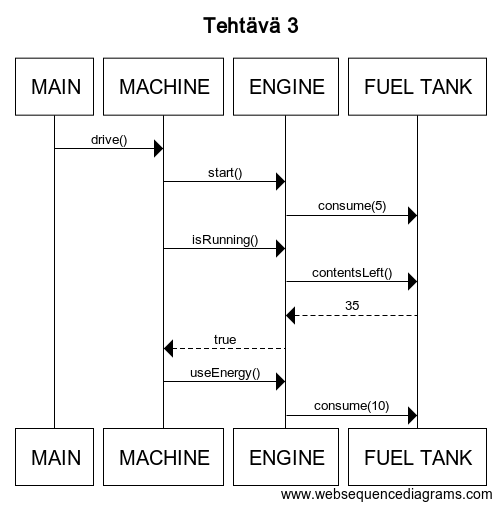 Tehtävä 3
MAIN MACHINE ENGINE FUEL TANK
drive()
start()
consume(5)
isRunning()
contentsLeft()
35
true
useEnergy()
consume(10)
MAIN MACHINE ENGINE FUEL TANK
www.websequencediagrams.com